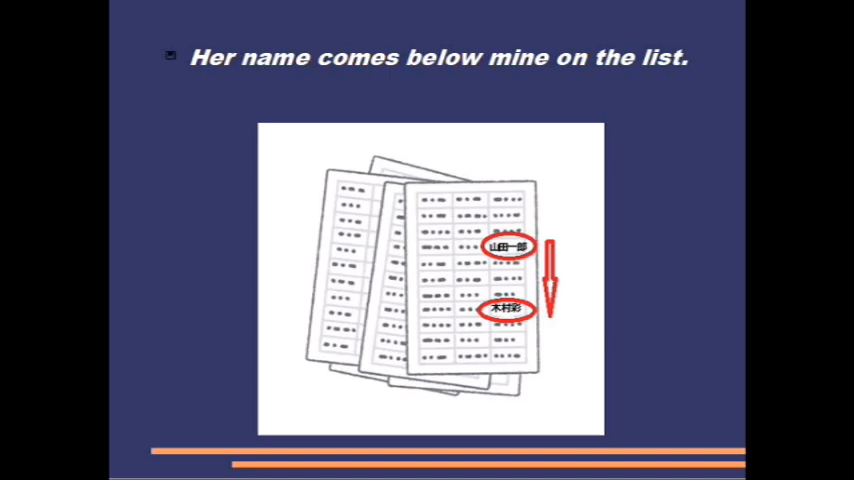 Her name comes below mine on the list.
山田一郎
木村彩